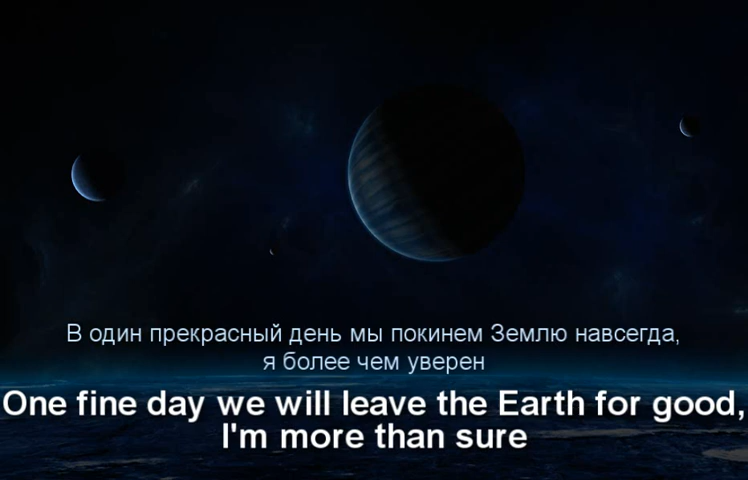 В один прекрасный день мы покинем Землю навсегда,
я более чем уверен
One fine day we will leave the Earth for good,
I'm more than sure